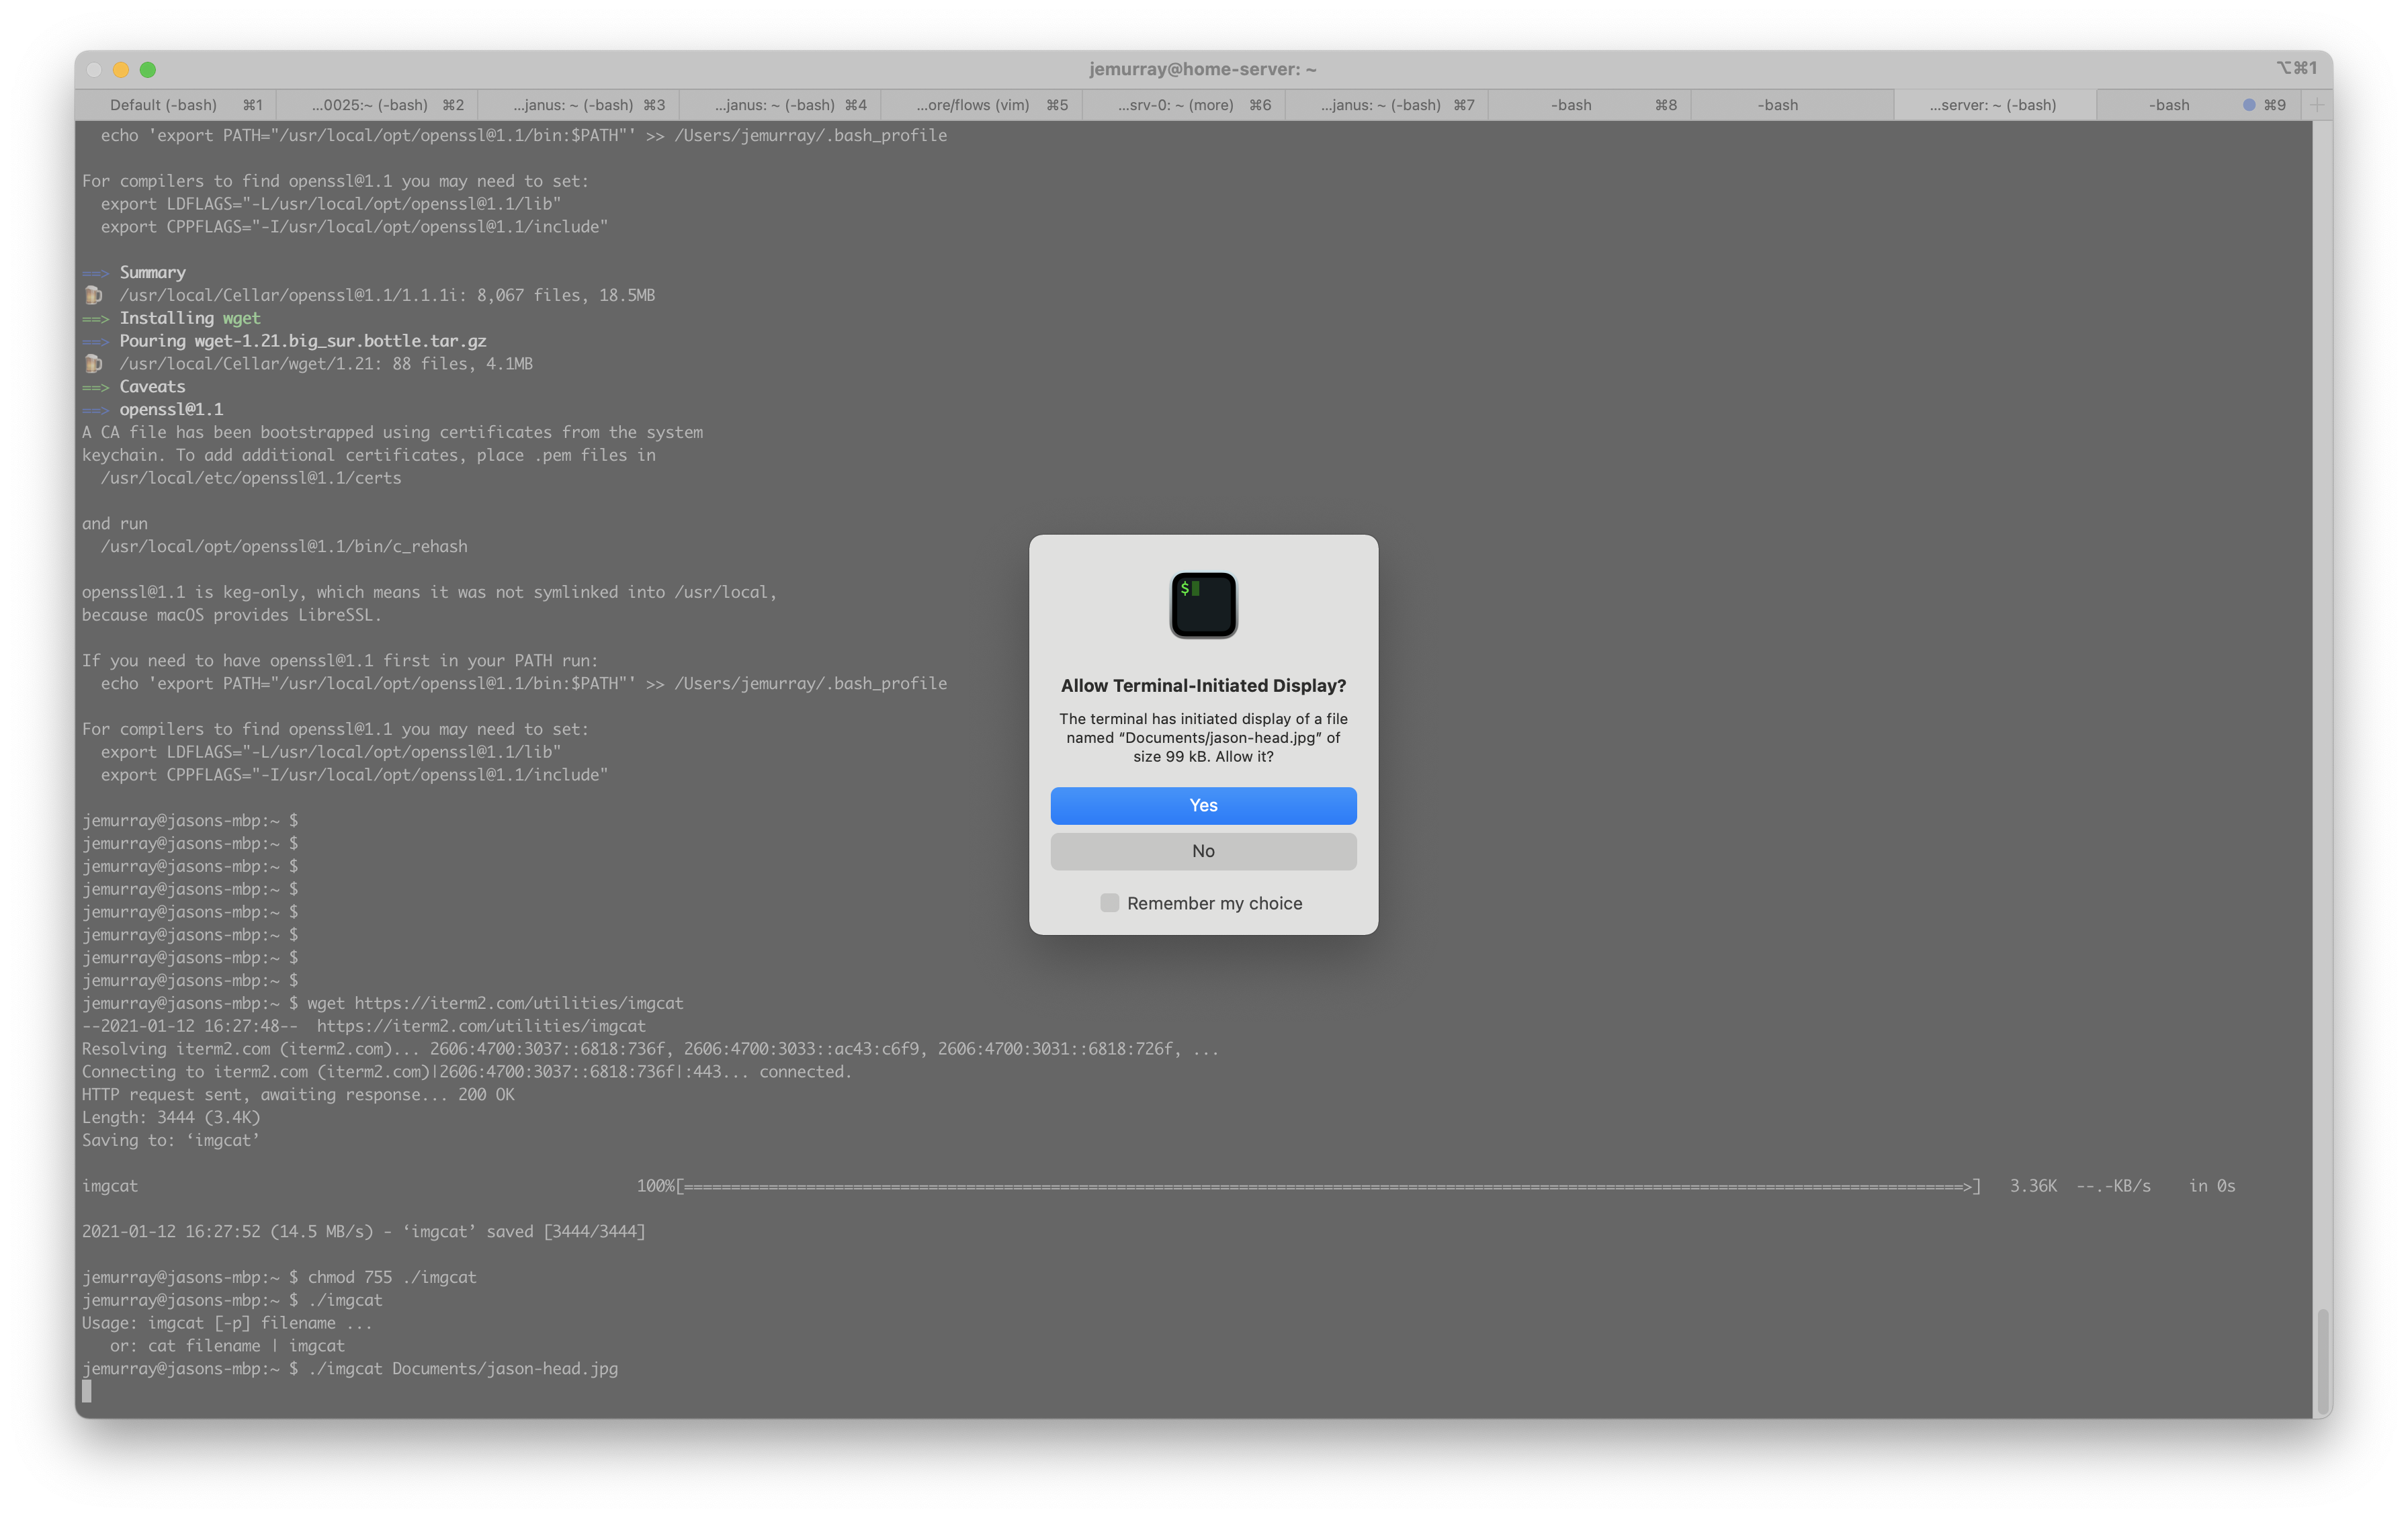 jemurray@home-server: ~
⌥⌘1
Default (-bash) ⌘1 ...0025:~ (-bash) ⌘2 ...janus: ~ (-bash) ⌘3 ...janus: ~ (-bash) ⌘4 ...ore/flows (vim) ⌘5 ...srv-0: ~ (more) ⌘6 ...janus: ~ (-bash) ⌘7 -bash ⌘8 -bash ...server: ~ (-bash) -bash ⌘9
echo 'export PATH="/usr/local/opt/openssl@1.1/bin:$PATH"' >> /Users/jemurray/.bash_profile
For compilers to find openssl@1.1 you may need to set:
export LDFLAGS="-L/usr/local/opt/openssl@1.1/lib"
export CPPFLAGS="-I/usr/local/opt/openssl@1.1/include"
==> Summary
🍺 /usr/local/Cellar/openssl@1.1/1.1.1i: 8,067 files, 18.5MB
==> Installing wget
==> Pouring wget-1.21.big_sur.bottle.tar.gz
🍺 /usr/local/Cellar/wget/1.21: 88 files, 4.1MB
==> Caveats
==> openssl@1.1
A CA file has been bootstrapped using certificates from the system
keychain. To add additional certificates, place .pem files in
/usr/local/etc/openssl@1.1/certs
and run
/usr/local/opt/openssl@1.1/bin/c_rehash
openssl@1.1 is keg-only, which means it was not symlinked into /usr/local,
because macOS provides LibreSSL.
If you need to have openssl@1.1 first in your PATH run:
echo 'export PATH="/usr/local/opt/openssl@1.1/bin:$PATH"' >> /Users/jemurray/.bash_profile
For compilers to find openssl@1.1 you may need to set:
export LDFLAGS="-L/usr/local/opt/openssl@1.1/lib"
export CPPFLAGS="-I/usr/local/opt/openssl@1.1/include"
jemurray@jasons-mbp:~ $
jemurray@jasons-mbp:~ $
jemurray@jasons-mbp:~ $
jemurray@jasons-mbp:~ $
jemurray@jasons-mbp:~ $
jemurray@jasons-mbp:~ $
jemurray@jasons-mbp:~ $
jemurray@jasons-mbp:~ $
jemurray@jasons-mbp:~ $ wget https://iterm2.com/utilities/imgcat
--2021-01-12 16:27:48--  https://iterm2.com/utilities/imgcat
Resolving iterm2.com (iterm2.com)... 2606:4700:3037::6818:736f, 2606:4700:3033::ac43:c6f9, 2606:4700:3031::6818:726f, ...
Connecting to iterm2.com (iterm2.com)|2606:4700:3037::6818:736f|:443... connected.
HTTP request sent, awaiting response... 200 OK
Length: 3444 (3.4K)
Saving to: ‘imgcat’
imgcat 100%[=======================================>] 3.36K --.-KB/s in 0s
2021-01-12 16:27:52 (14.5 MB/s) - ‘imgcat’ saved [3444/3444]
jemurray@jasons-mbp:~ $ chmod 755 ./imgcat
jemurray@jasons-mbp:~ $ ./imgcat
Usage: imgcat [-p] filename ...
or: cat filename | imgcat
jemurray@jasons-mbp:~ $ ./imgcat Documents/jason-head.jpg
$
Allow Terminal-Initiated Display?
The terminal has initiated display of a file
named “Documents/jason-head.jpg” of
size 99 kB. Allow it?
Yes
No
Remember my choice